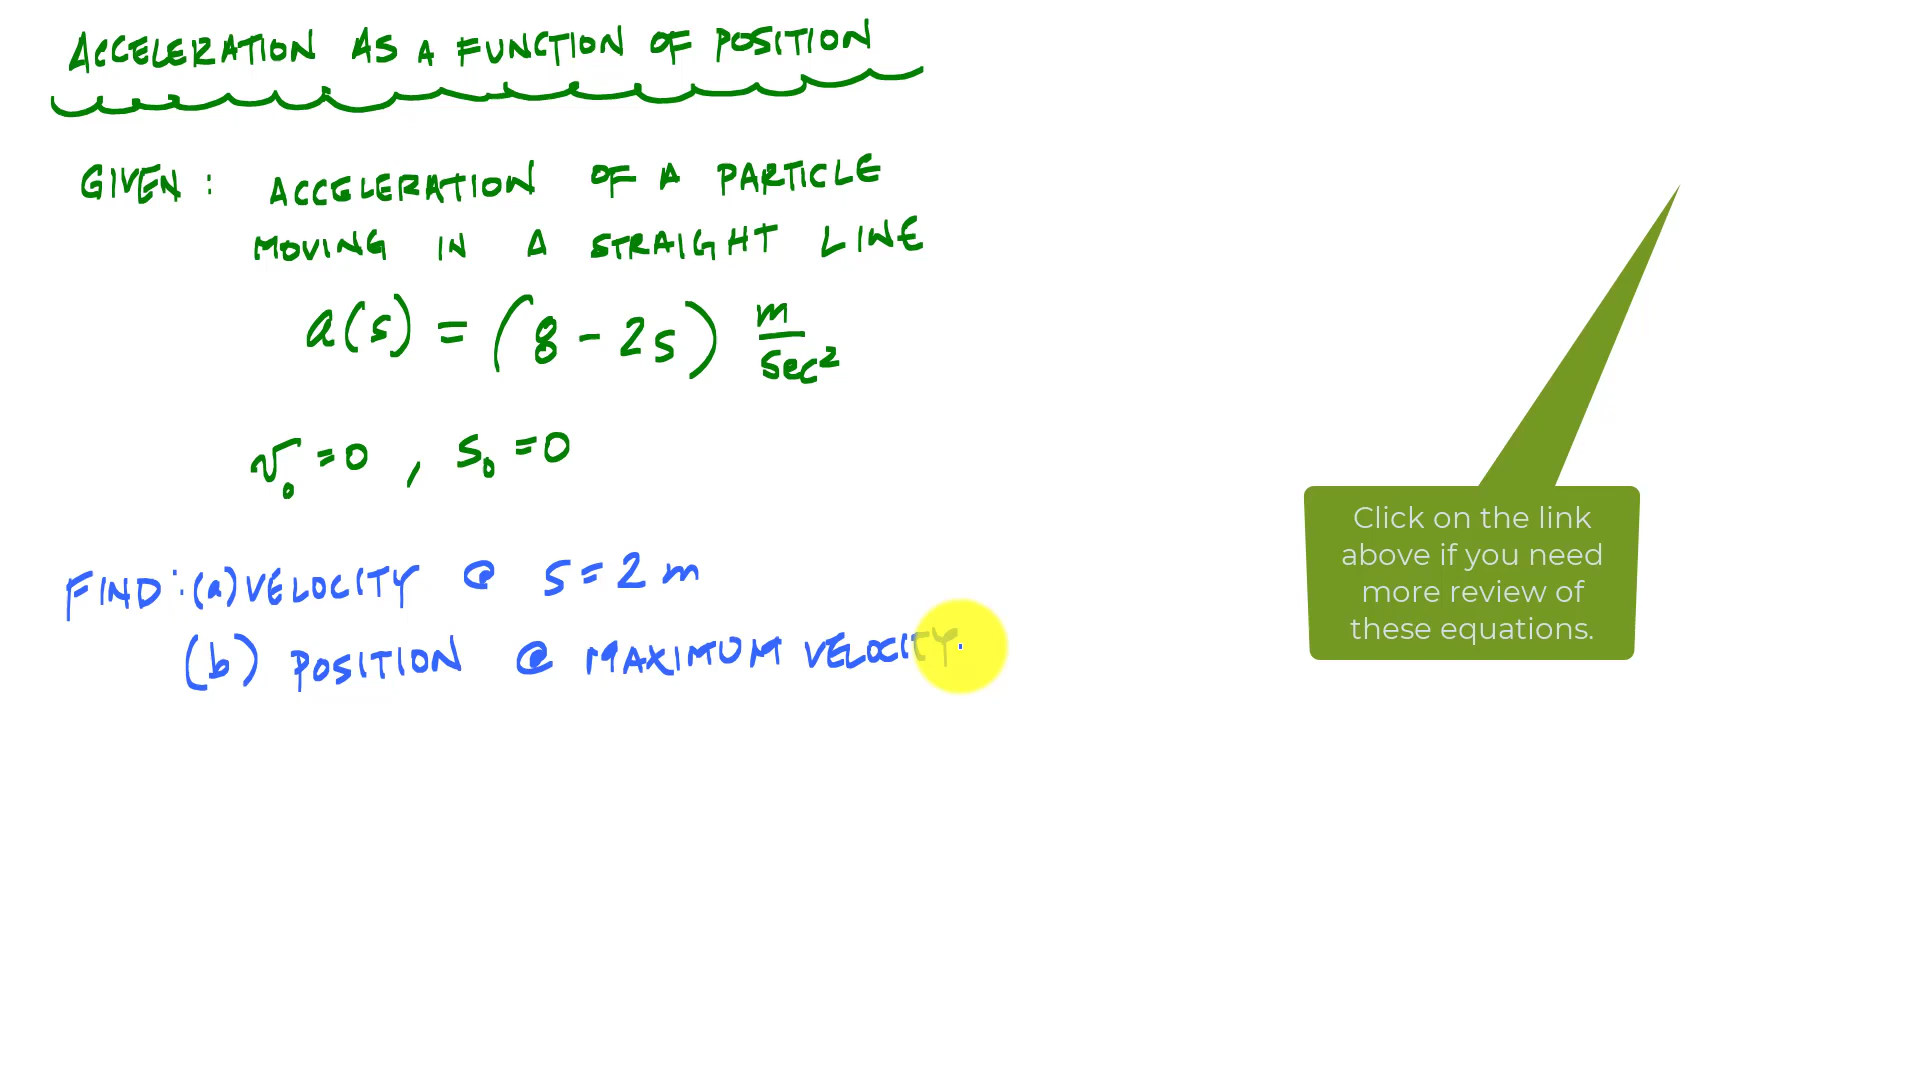 ACCELERATION AS A FUNCTION OF POSITION
GIVEN: ACCELERATION OF A PARTICLE
MOVING IN A STRAIGHT LINE
a(s) = (8 - 2s) m/sec²
v₀ = 0 , s₀ = 0
FIND: (a) VELOCITY @ s = 2 m
(b) POSITION @ MAXIMUM VELOCITY.
Click on the link
above if you need
more review of
these equations.